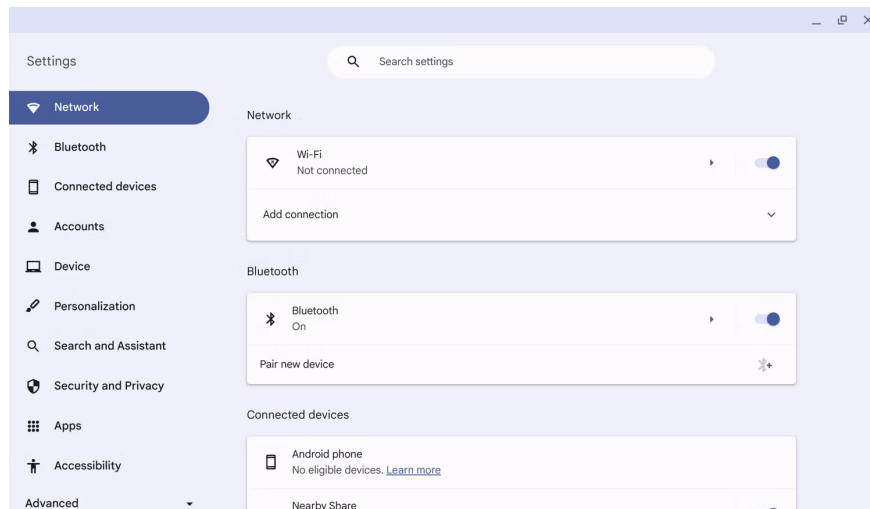 Settings
Search settings
Network
Bluetooth
Connected devices
Accounts
Device
Personalization
Search and Assistant
Security and Privacy
Apps
Accessibility
Advanced
Network
Wi-Fi
Not connected
Add connection
Bluetooth
Bluetooth
On
Pair new device
Connected devices
Android phone
No eligible devices. Learn more
Nearby Share